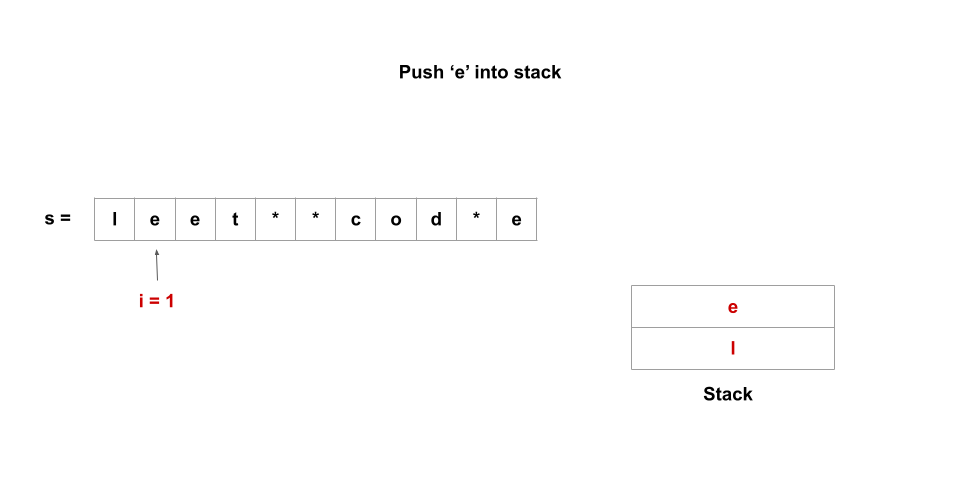 Push ‘e’ into stack
s = l e e t * * c o d * e
i = 1
e
l
Stack